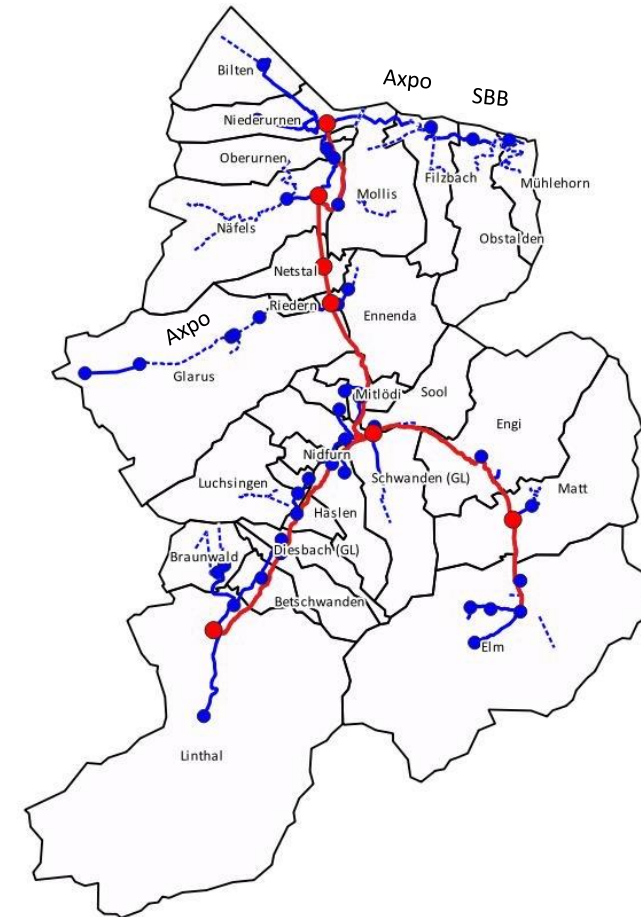 Bilten
Axpo
SBB
Niederurnen
Oberurnen
Filzbach
Mühlehorn
Mollis
Näfels
Obstalden
Netstal
Riedern
Ennenda
Axpo
Glarus
Mitlödi
Sool
Engi
Nidfurn
Luchsingen
Schwanden (GL)
Matt
Haslen
Diesbach (GL)
Braunwald
Betschwanden
Elm
Linthal